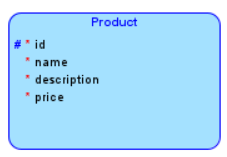 Product
# * id
* name
* description
* price